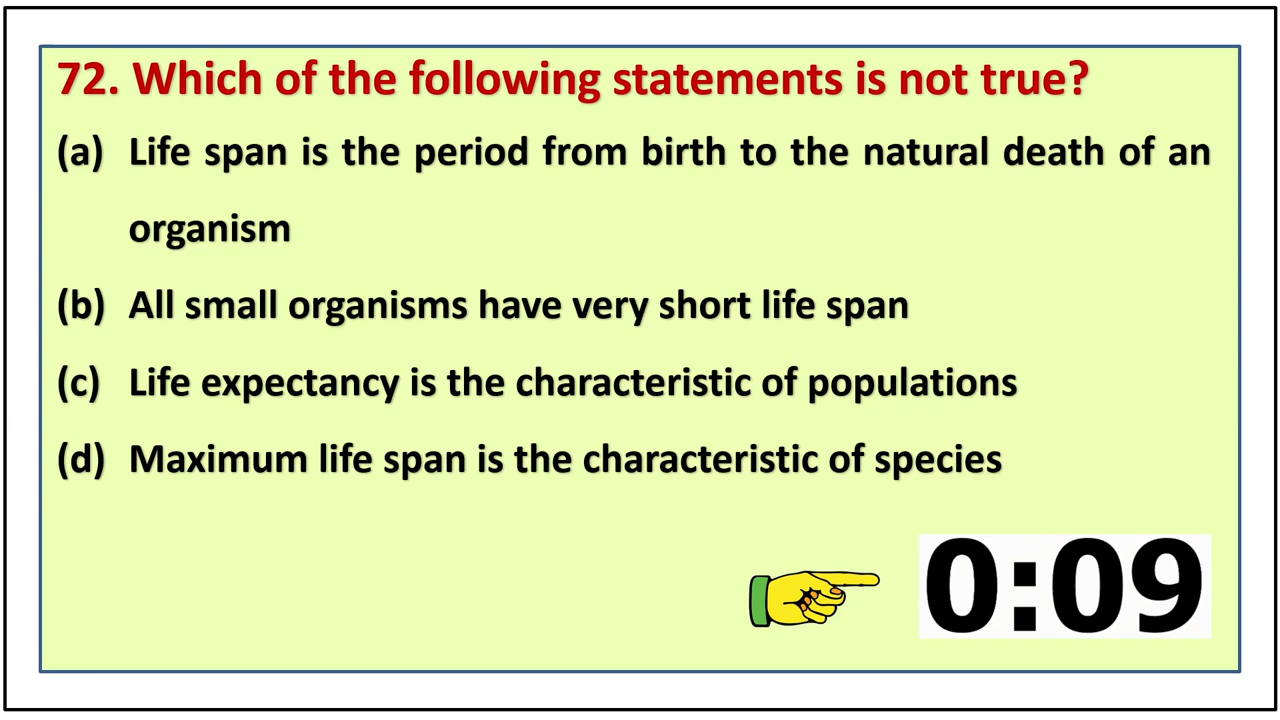 72. Which of the following statements is not true?
(a) Life span is the period from birth to the natural death of an
organism
(b) All small organisms have very short life span
(c) Life expectancy is the characteristic of populations
(d) Maximum life span is the characteristic of species
0:09